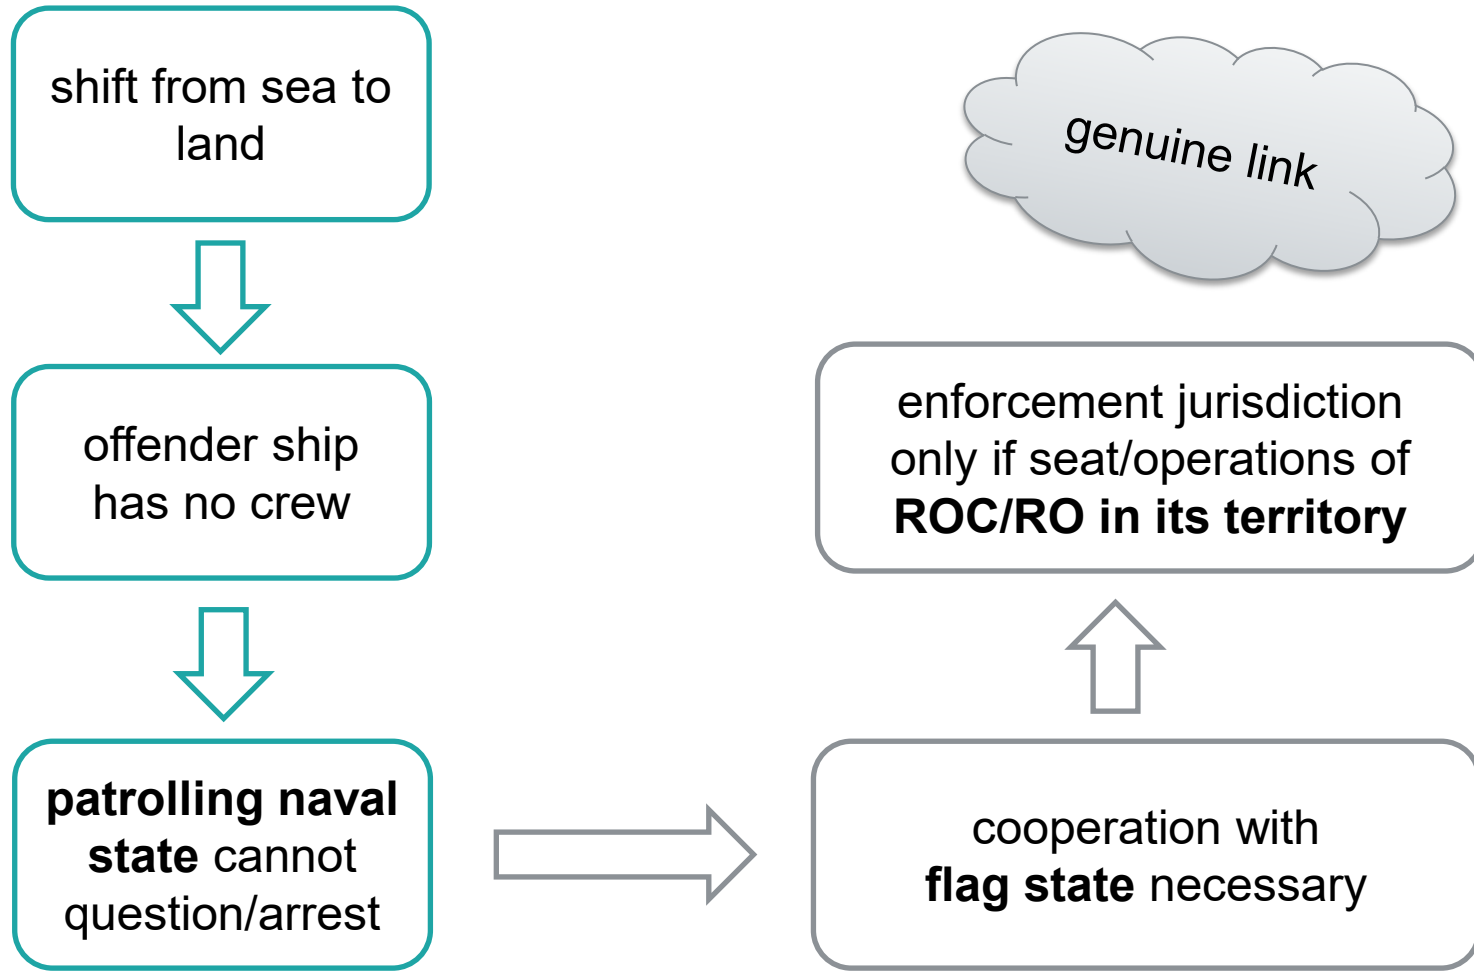 shift from sea to
land
offender ship
has no crew
patrolling naval
state cannot
question/arrest
cooperation with
flag state necessary
enforcement jurisdiction
only if seat/operations of
ROC/RO in its territory
genuine link